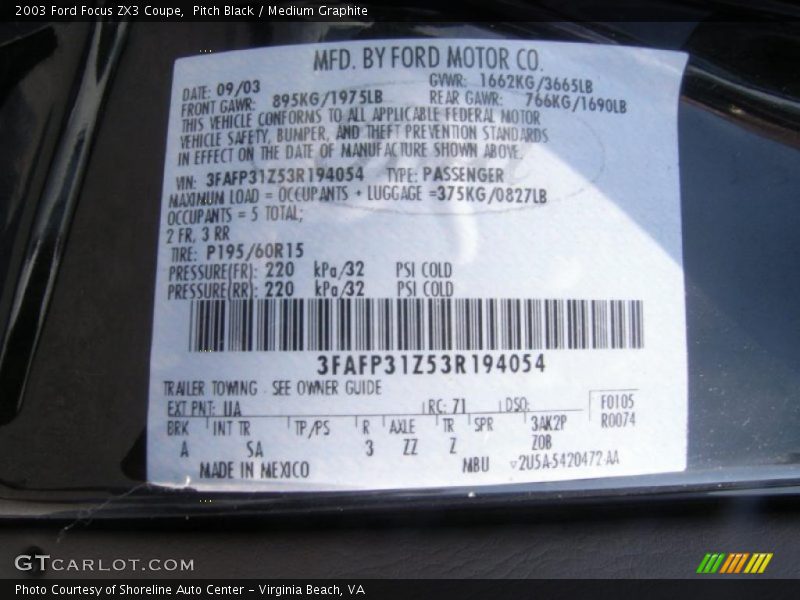 2003 Ford Focus ZX3 Coupe, Pitch Black / Medium Graphite
MFD. BY FORD MOTOR CO.
DATE: 09/03 GVWR: 1662KG/3665LB
FRONT GAWR: 895KG/1975LB REAR GAWR: 766KG/1690LB
THIS VEHICLE CONFORMS TO ALL APPLICABLE FEDERAL MOTOR
VEHICLE SAFETY, BUMPER, AND THEFT PREVENTION STANDARDS
IN EFFECT ON THE DATE OF MANUFACTURE SHOWN ABOVE.
VIN: 3FAFP31Z53R194054 TYPE: PASSENGER
MAXIMUM LOAD = OCCUPANTS + LUGGAGE =375KG/0827LB
OCCUPANTS = 5 TOTAL;
2 FR, 3 RR
TIRE: P195/60R15
PRESSURE(FR): 220 kPa/32 PSI COLD
PRESSURE(RR): 220 kPa/32 PSI COLD
3FAFP31Z53R194054
TRAILER TOWING - SEE OWNER GUIDE
EXT PNT: UA RC: 71 DSO: F0105
R0074
BRK INT TR TP/PS R AXLE TR SPR 3AK2P
A SA 3 ZZ Z Z0B
MADE IN MEXICO MBU ▽2U5A-5420472-AA
GTCARLOT.COM
Photo Courtesy of Shoreline Auto Center - Virginia Beach, VA